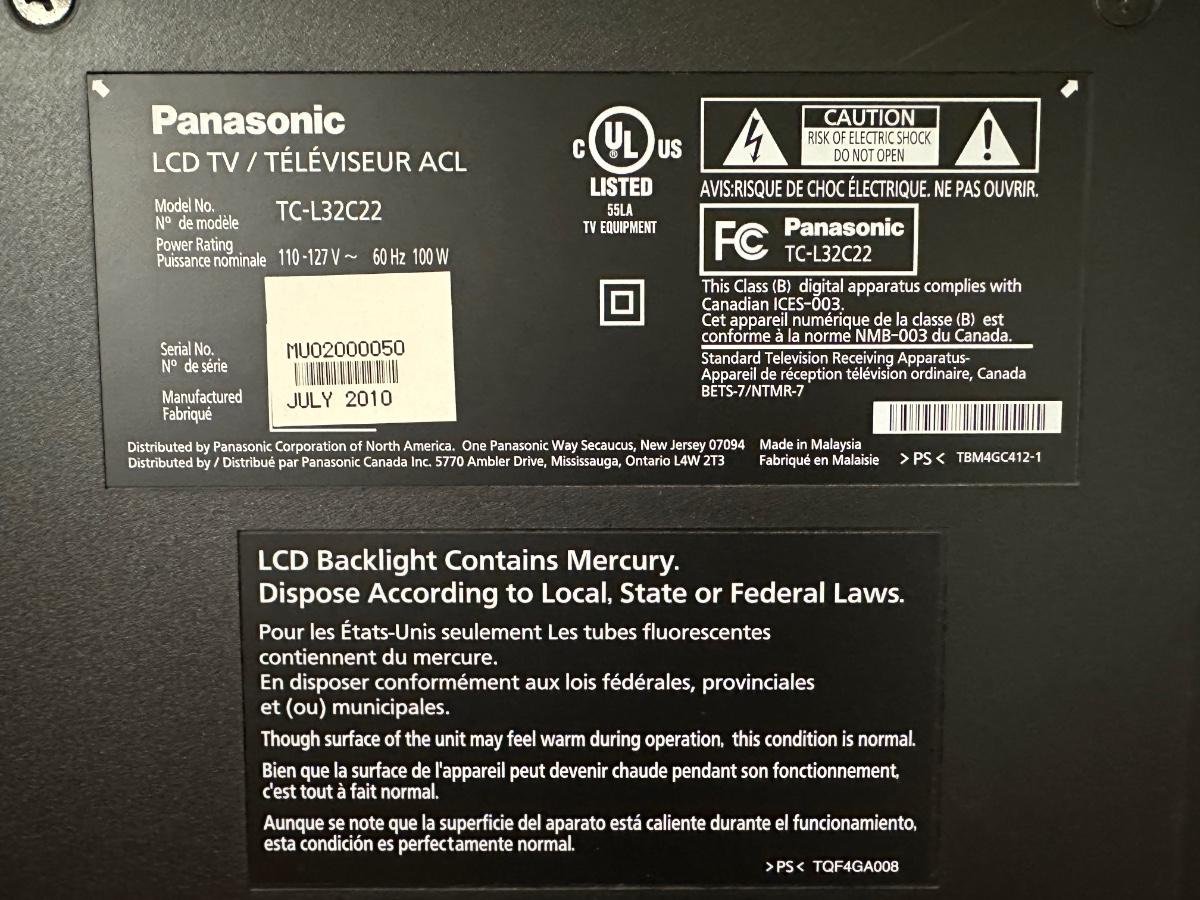 Panasonic
LCD TV / TÉLÉVISEUR ACL
Model No.
Nº de modèle
TC-L32C22
Power Rating
Puissance nominale
110-127 V ~ 60 Hz 100 W
Serial No.
Nº de série
MU02000050
Manufactured
Fabriqué
JULY 2010
C UL US
®
LISTED
55LA
TV EQUIPMENT
CAUTION
RISK OF ELECTRIC SHOCK
DO NOT OPEN
AVIS:RISQUE DE CHOC ÉLECTRIQUE. NE PAS OUVRIR.
FC Panasonic
TC-L32C22
This Class (B) digital apparatus complies with
Canadian ICES-003.
Cet appareil numérique de la classe (B) est
conforme à la norme NMB-003 du Canada.
Standard Television Receiving Apparatus-
Appareil de réception télévision ordinaire, Canada
BETS-7/NTMR-7
Distributed by Panasonic Corporation of North America. One Panasonic Way Secaucus, New Jersey 07094
Distributed by / Distribué par Panasonic Canada Inc. 5770 Ambler Drive, Mississauga, Ontario L4W 2T3
Made in Malaysia
Fabriqué en Malaisie
>PS< TBM4GC412-1
LCD Backlight Contains Mercury.
Dispose According to Local, State or Federal Laws.
Pour les États-Unis seulement Les tubes fluorescentes
contiennent du mercure.
En disposer conformément aux lois fédérales, provinciales
et (ou) municipales.
Though surface of the unit may feel warm during operation, this condition is normal.
Bien que la surface de l'appareil peut devenir chaude pendant son fonctionnement,
c'est tout à fait normal.
Aunque se note que la superficie del aparato está caliente durante el funcionamiento,
esta condición es perfectamente normal.
>PS< TQF4GA008